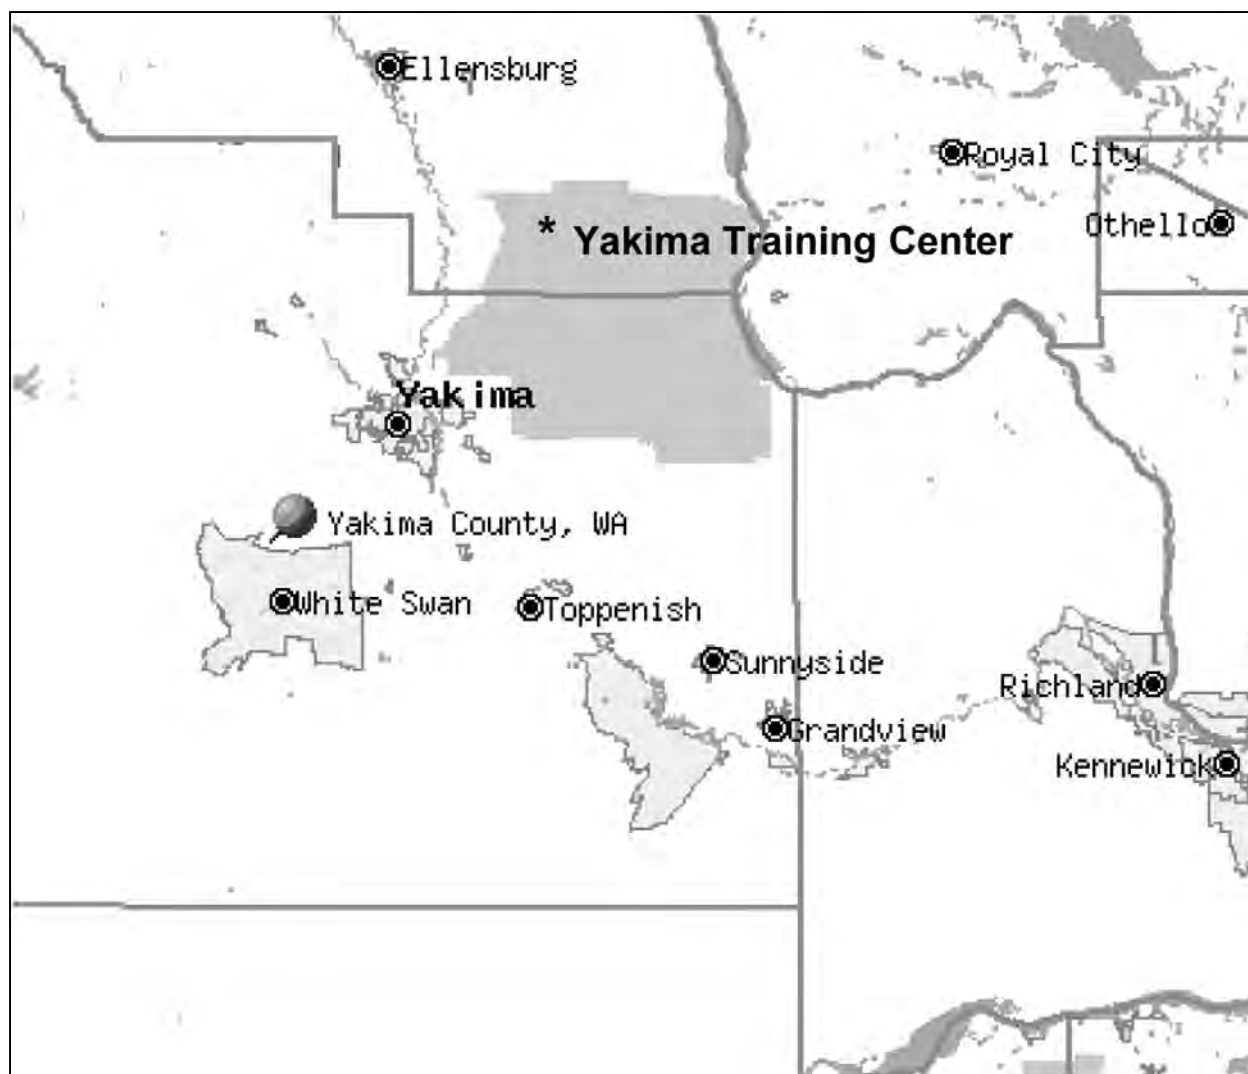 Ellensburg
Royal City
Othello
* Yakima Training Center
Yakima
Yakima County, WA
White Swan
Toppenish
Sunnyside
Richland
Grandview
Kennewick